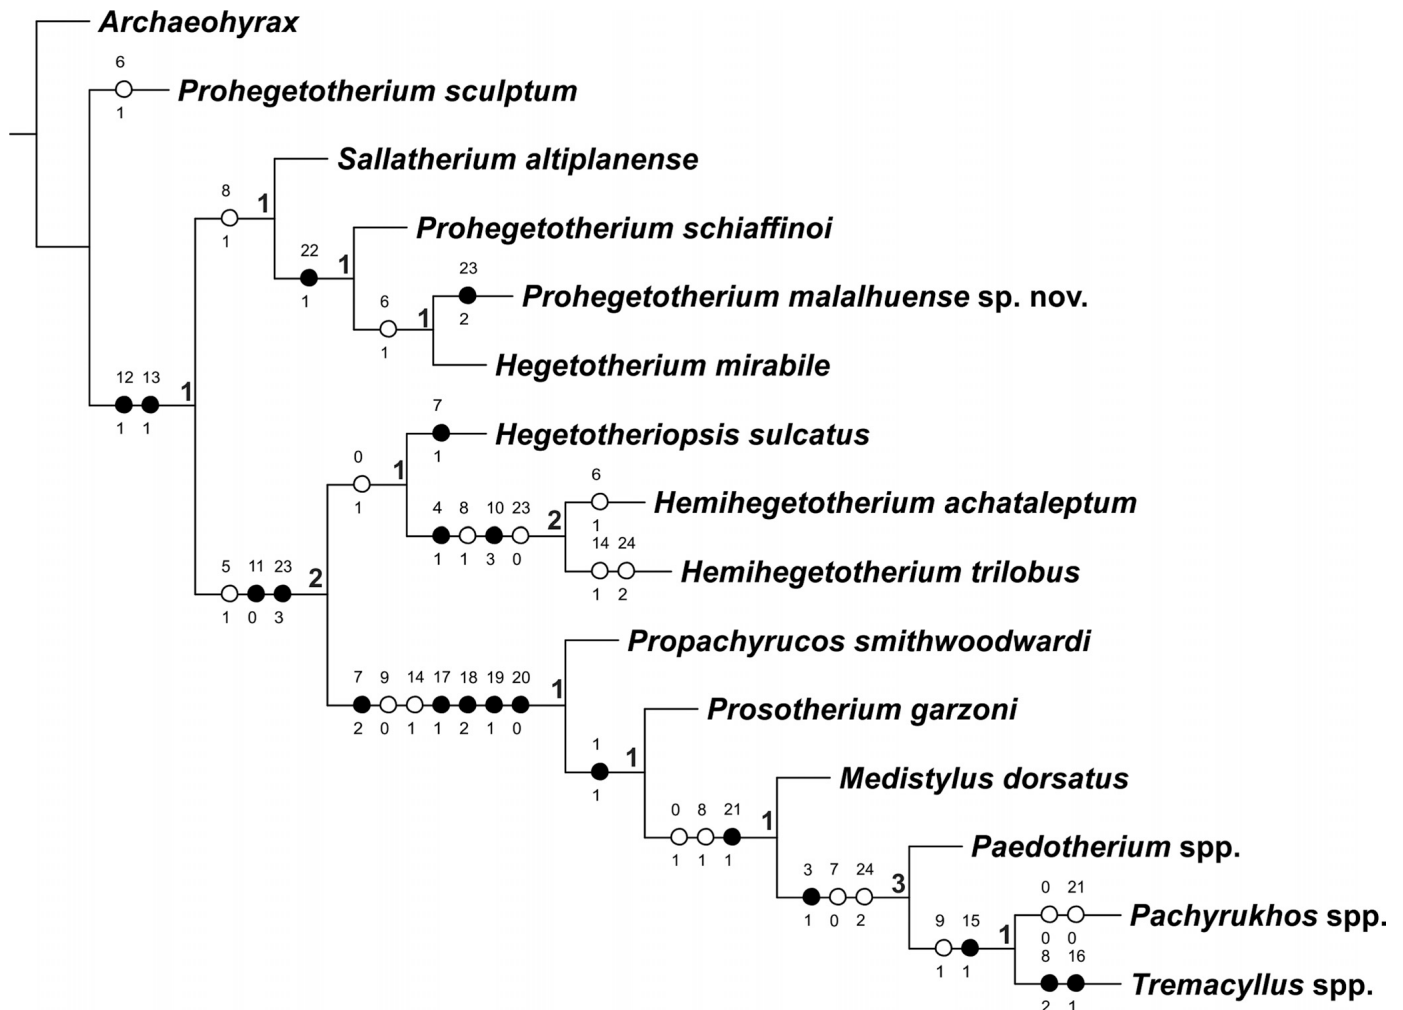 Archaeohyrax
6
Prohegetotherium sculptum
1
Sallatherium altiplanense
8
1
1
Prohegetotherium schiaffinoi
22
1
1
23
Prohegetotherium malalhuense sp. nov.
2
6
1
1
Hegetotherium mirabile
12 13
1
1 1
7
Hegetotheriopsis sulcatus
1
0
1
1
6
Hemihegetotherium achataleptum
1
4 8 10 23
2
1 1 3 0
14 24
Hemihegetotherium trilobus
1 2
5 11 23
2
1 0 3
Propachyrucos smithwoodwardi
7 9 14 17 18 19 20
1
2 0 1 1 2 1 0
Prosotherium garzoni
1
1
1
Medistylus dorsatus
0 8 21
1
1 1 1
Paedotherium spp.
3 7 24
3
1 0 2
0 21
Pachyrukhos spp.
0 0
9 15
1
1 1
8 16
Tremacyllus spp.
2 1